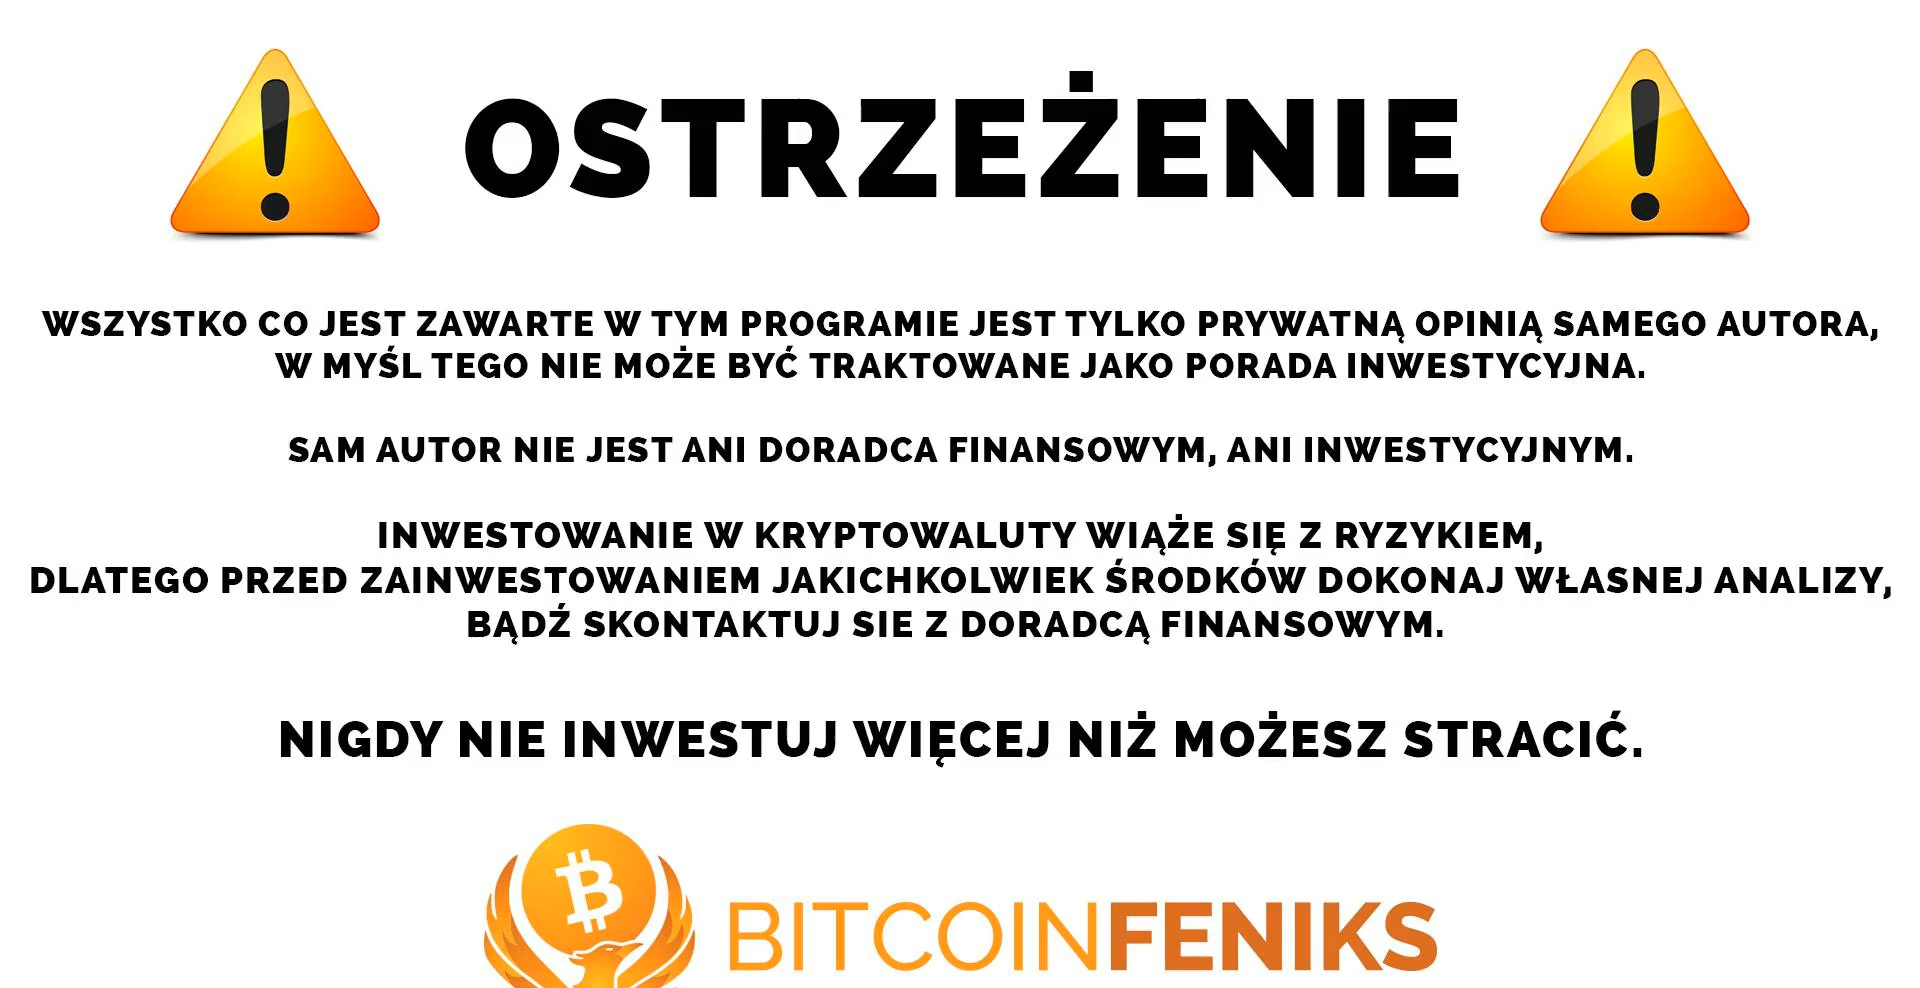 OSTRZEŻENIE
WSZYSTKO CO JEST ZAWARTE W TYM PROGRAMIE JEST TYLKO PRYWATNĄ OPINIĄ SAMEGO AUTORA,
W MYŚL TEGO NIE MOŻE BYĆ TRAKTOWANE JAKO PORADA INWESTYCYJNA.
SAM AUTOR NIE JEST ANI DORADCA FINANSOWYM, ANI INWESTYCYJNYM.
INWESTOWANIE W KRYPTOWALUTY WIĄŻE SIĘ Z RYZYKIEM,
DLATEGO PRZED ZAINWESTOWANIEM JAKICHKOLWIEK ŚRODKÓW DOKONAJ WŁASNEJ ANALIZY,
BĄDŹ SKONTAKTUJ SIE Z DORADCĄ FINANSOWYM.
NIGDY NIE INWESTUJ WIĘCEJ NIŻ MOŻESZ STRACIĆ.
BITCOINFENIKS